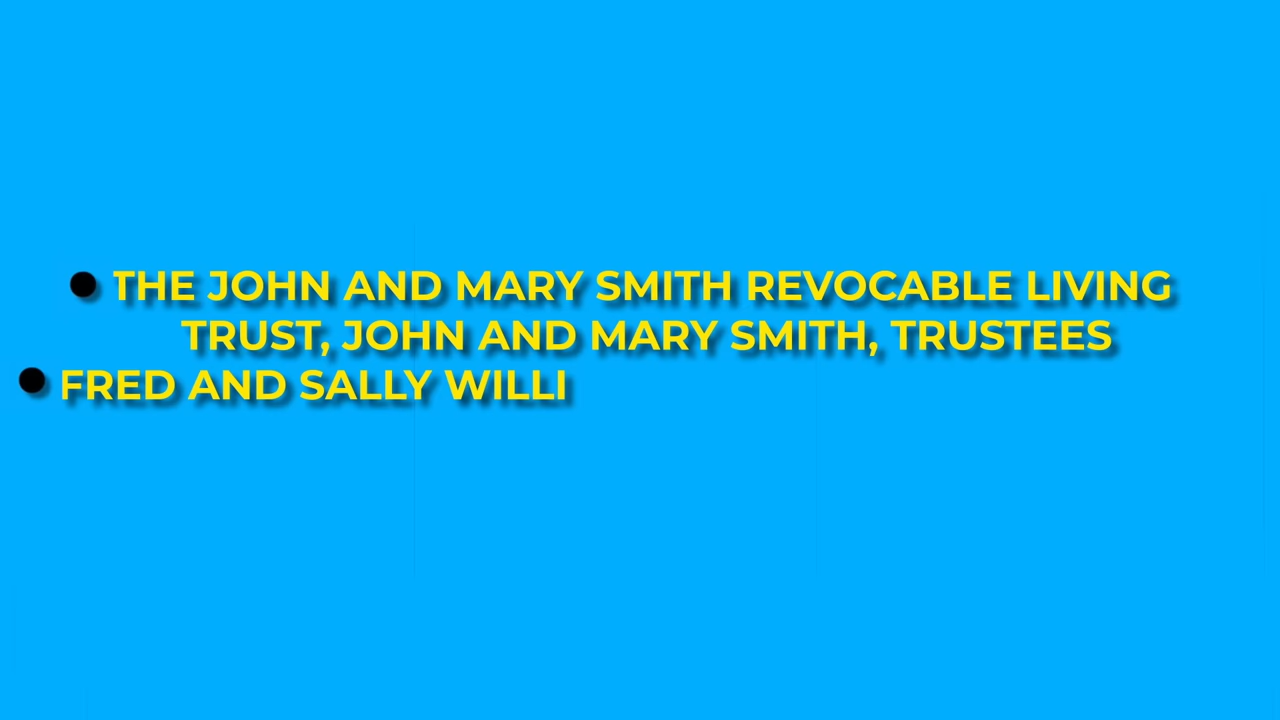 ● THE JOHN AND MARY SMITH REVOCABLE LIVING
TRUST, JOHN AND MARY SMITH, TRUSTEES
● FRED AND SALLY WILLI